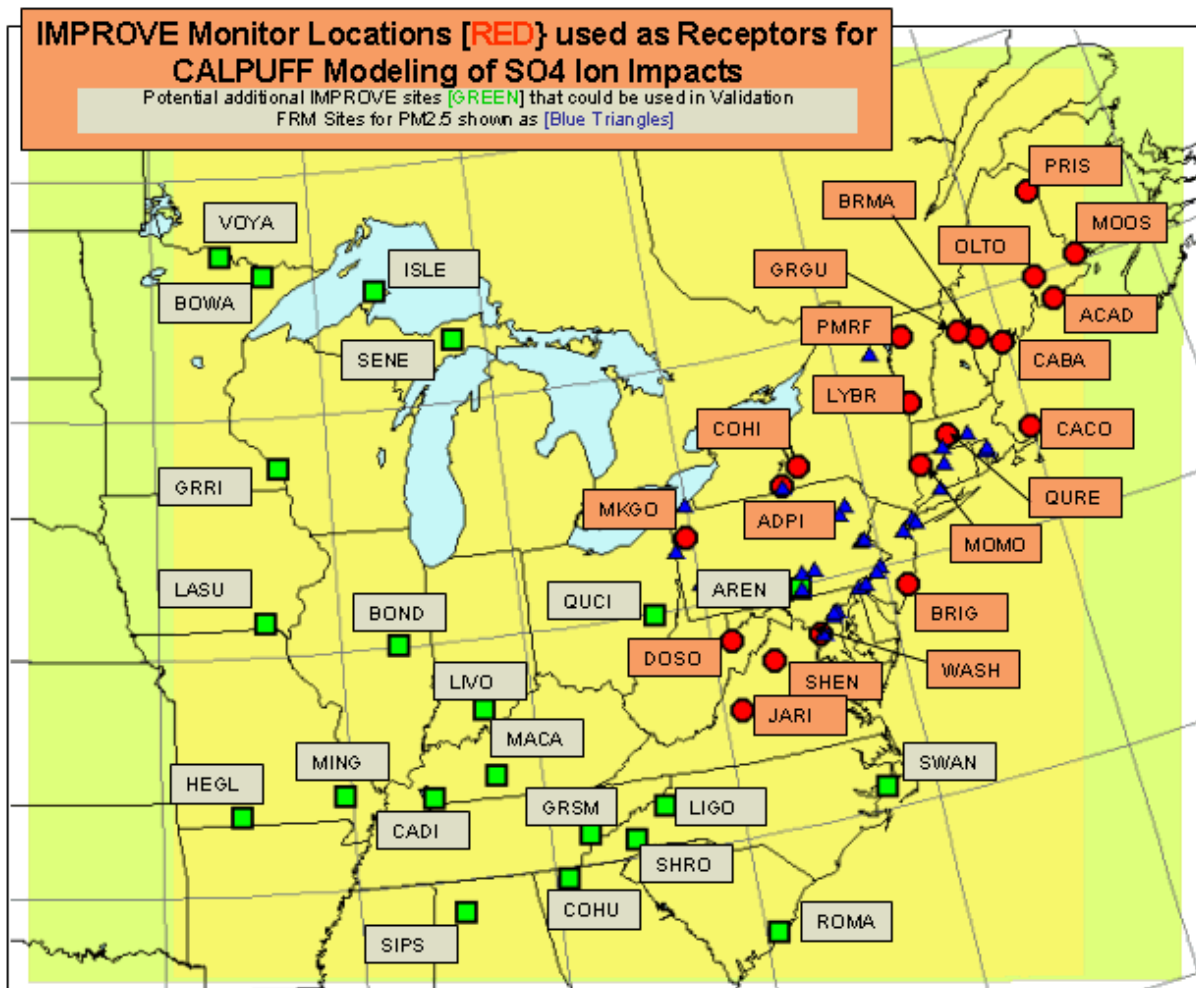 IMPROVE Monitor Locations [RED} used as Receptors for
CALPUFF Modeling of SO4 Ion Impacts
Potential additional IMPROVE sites [GREEN] that could be used in Validation
FRM Sites for PM2.5 shown as [Blue Triangles]
PRIS
BRMA
VOYA
MOOS
OLTO
ISLE
GRGU
BOWA
ACAD
PMRF
SENE
CABA
LYBR
COHI
CACO
GRRI
QURE
MKGO
ADPI
MOMO
LASU
AREN
QUCI
BOND
BRIG
DOSO
WASH
SHEN
LIVO
JARI
MACA
MING
SWAN
HEGL
GRSM
LIGO
CADI
SHRO
COHU
ROMA
SIPS